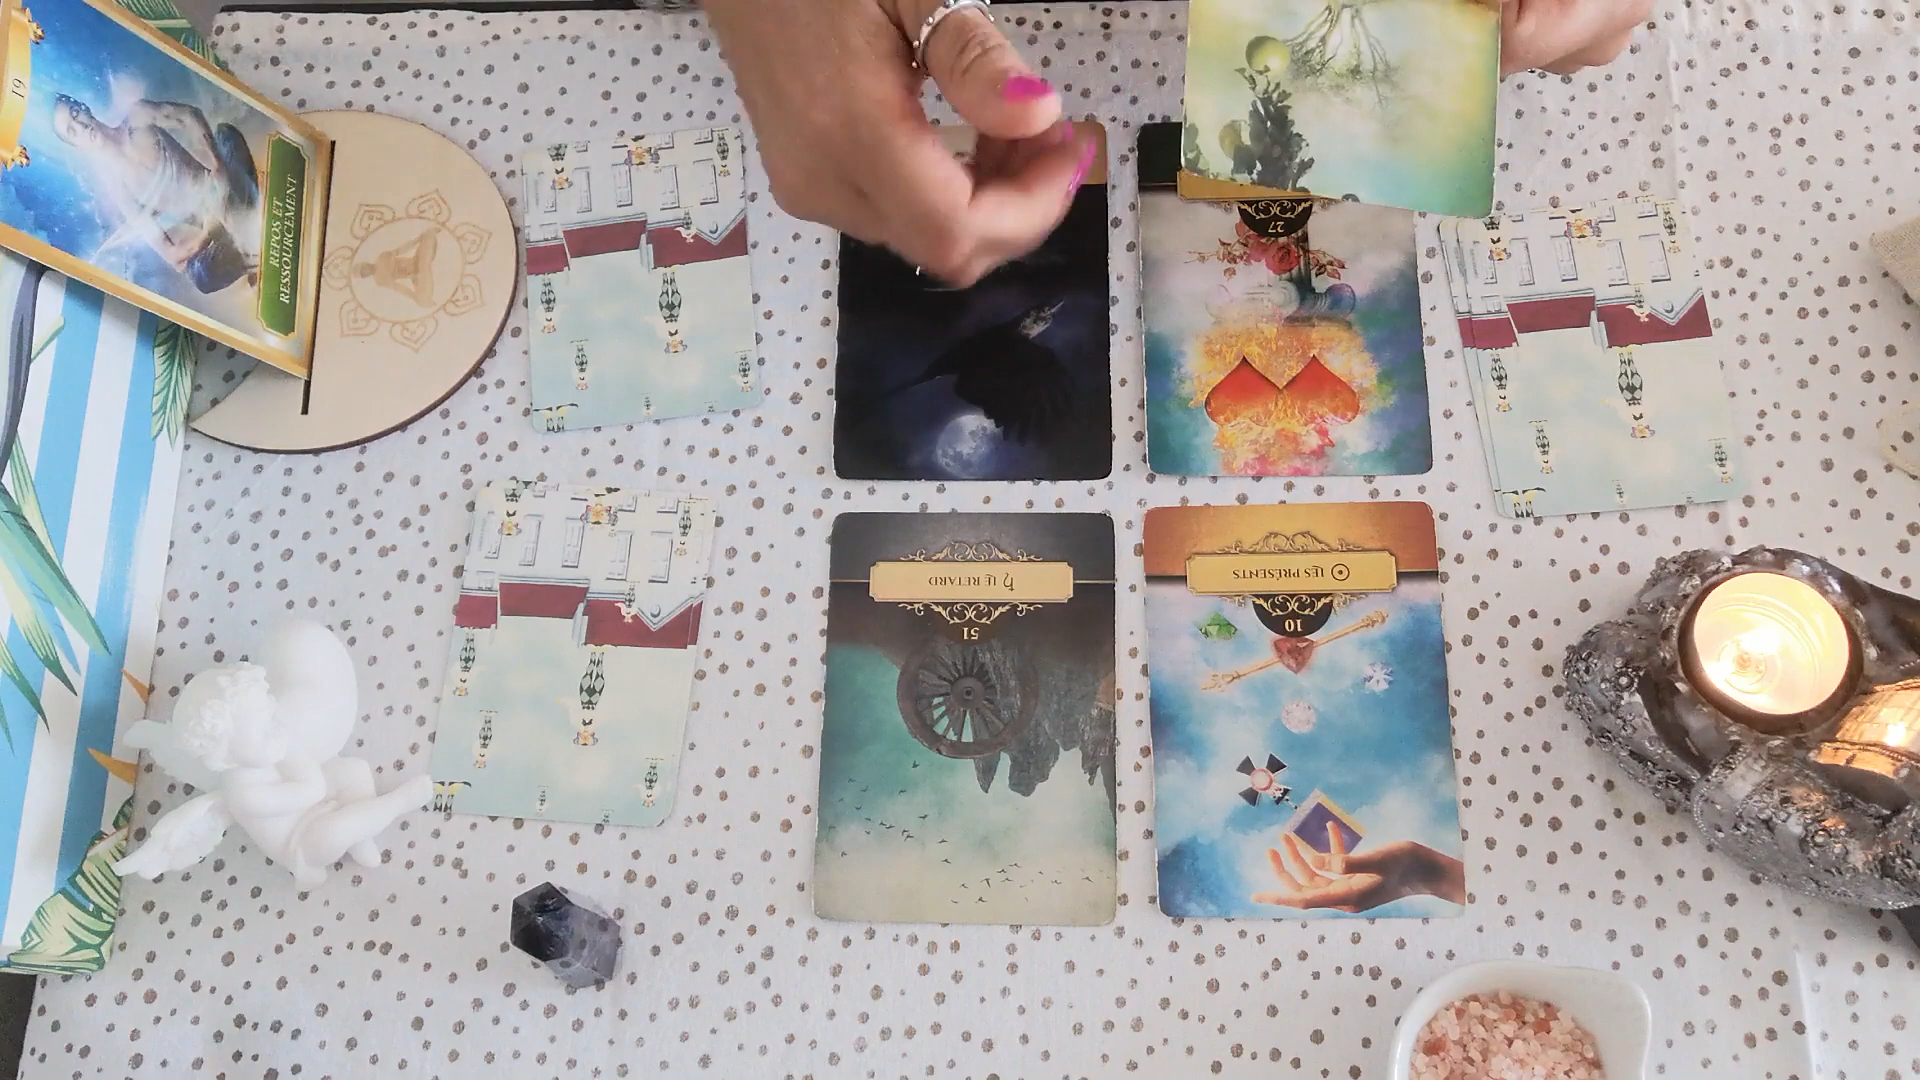 19
REPOS ET
RESSOURCEMENT
27
♄ LE RETARD
51
☉ LES PRÉSENTS
10